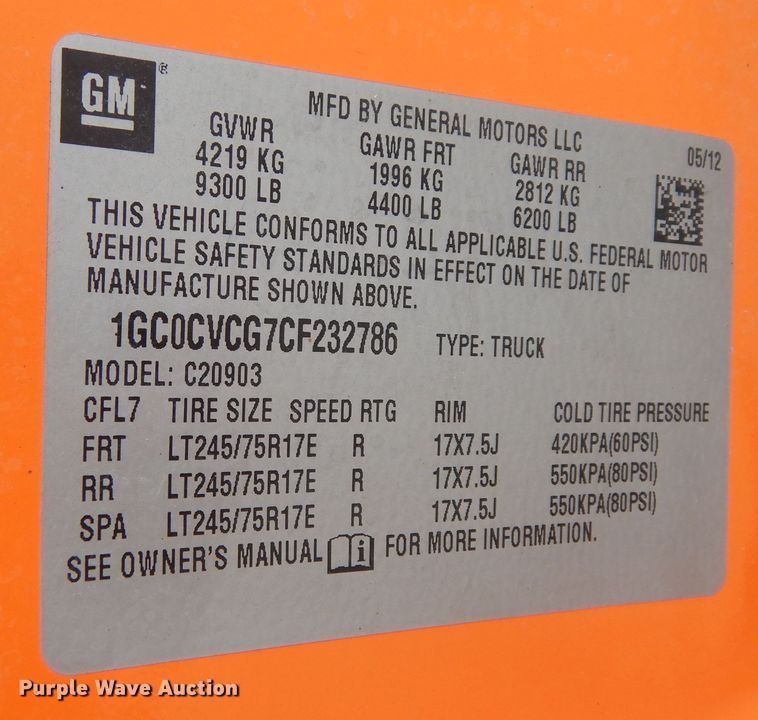 GM ®
MFD BY GENERAL MOTORS LLC
05/12
GVWR GAWR FRT GAWR RR
4219 KG 1996 KG 2812 KG
9300 LB 4400 LB 6200 LB
THIS VEHICLE CONFORMS TO ALL APPLICABLE U.S. FEDERAL MOTOR
VEHICLE SAFETY STANDARDS IN EFFECT ON THE DATE OF
MANUFACTURE SHOWN ABOVE.
1GC0CVCG7CF232786 TYPE: TRUCK
MODEL: C20903
CFL7 TIRE SIZE SPEED RTG RIM COLD TIRE PRESSURE
FRT LT245/75R17E R 17X7.5J 420KPA(60PSI)
RR LT245/75R17E R 17X7.5J 550KPA(80PSI)
SPA LT245/75R17E R 17X7.5J 550KPA(80PSI)
SEE OWNER'S MANUAL i FOR MORE INFORMATION.
Purple Wave Auction